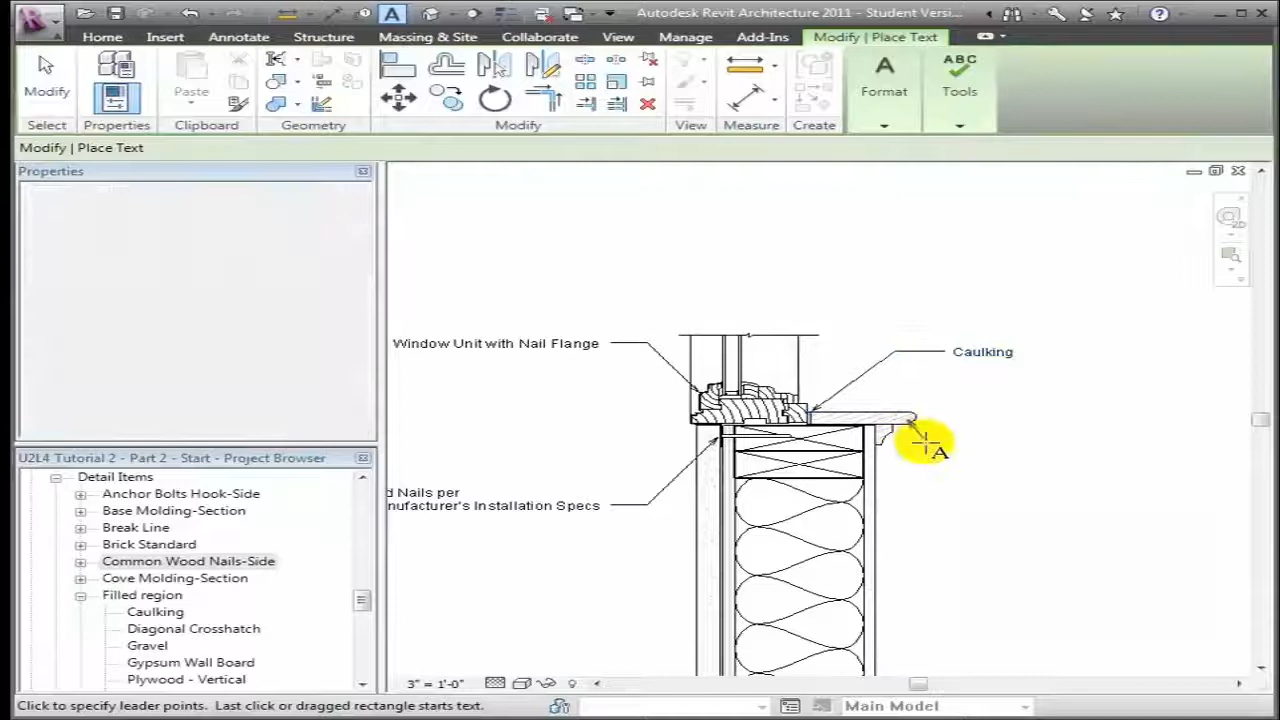 Autodesk Revit Architecture 2011 - Student Versi...
Home Insert Annotate Structure Massing & Site Collaborate View Manage Add-Ins Modify | Place Text
Modify Paste Format ABC Tools
Select Properties Clipboard Geometry Modify View Measure Create
Modify | Place Text
Properties
U2L4 Tutorial 2 - Part 2 - Start - Project Browser
Detail Items
Anchor Bolts Hook-Side
Base Molding-Section
Break Line
Brick Standard
Common Wood Nails-Side
Cove Molding-Section
Filled region
Caulking
Diagonal Crosshatch
Gravel
Gypsum Wall Board
Plywood - Vertical
Window Unit with Nail Flange
Caulking
A
d Nails per
nufacturer's Installation Specs
3" = 1'-0"
Click to specify leader points. Last click or dragged rectangle starts text.
Main Model